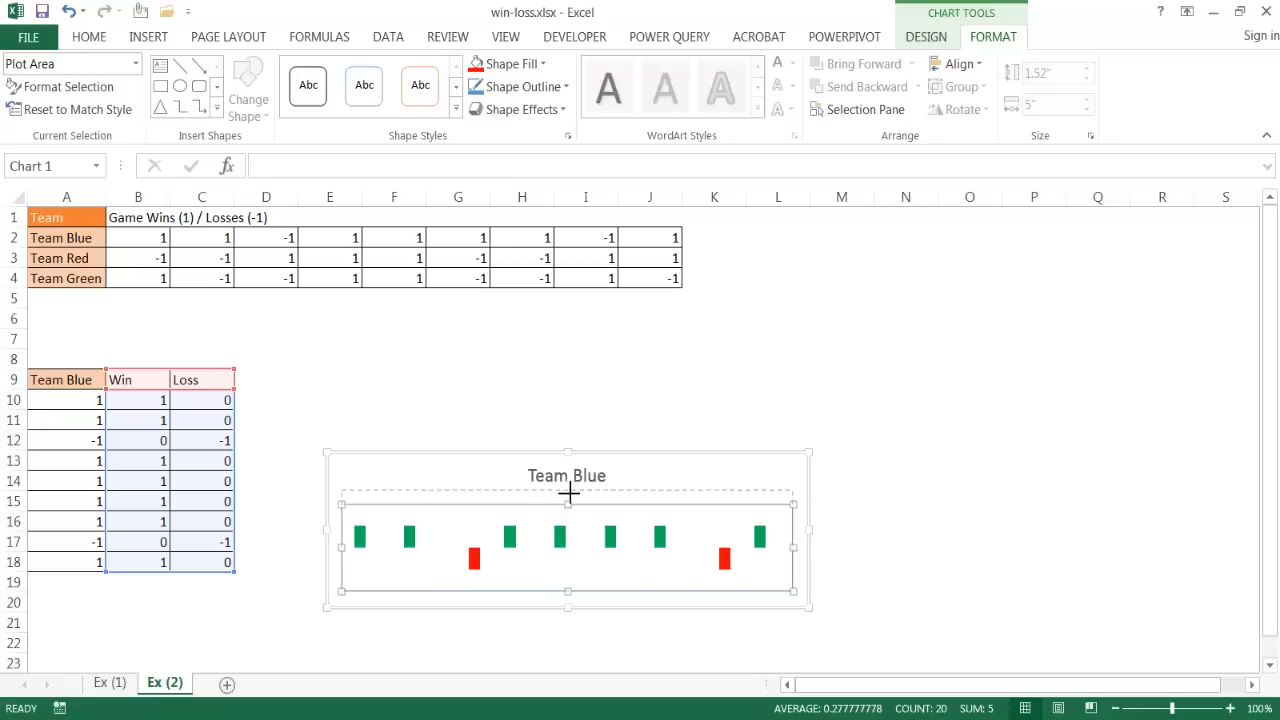 win-loss.xlsx - Excel
CHART TOOLS
?
FILE HOME INSERT PAGE LAYOUT FORMULAS DATA REVIEW VIEW DEVELOPER POWER QUERY ACROBAT POWERPIVOT DESIGN FORMAT Sign in
Plot Area
Format Selection
Reset to Match Style
Current Selection
Change
Shape
Insert Shapes
Abc Abc Abc
Shape Fill
Shape Outline
Shape Effects
Shape Styles
A A A
A
A
A
WordArt Styles
Bring Forward
Send Backward
Selection Pane
Align
Group
Rotate
Arrange
1.52"
5"
Size
Chart 1 fx
A B C D E F G H I J K L M N O P Q R S
1 Team Game Wins (1) / Losses (-1)
2 Team Blue 1 1 -1 1 1 1 1 -1 1
3 Team Red -1 -1 1 1 -1 -1 1 1
4 Team Green 1 -1 -1 1 1 -1 -1 1 -1
5
6
7
8
9 Team Blue Win Loss
10 1 1 0
11 1 1 0
12 -1 0 -1
13 1 1 0
14 1 1 0
15 1 1 0
16 1 1 0
17 -1 0 -1
18 1 1 0
19
20
21
22
23
Team Blue
Ex (1) Ex (2)
READY AVERAGE: 0.277777778 COUNT: 20 SUM: 5 100%